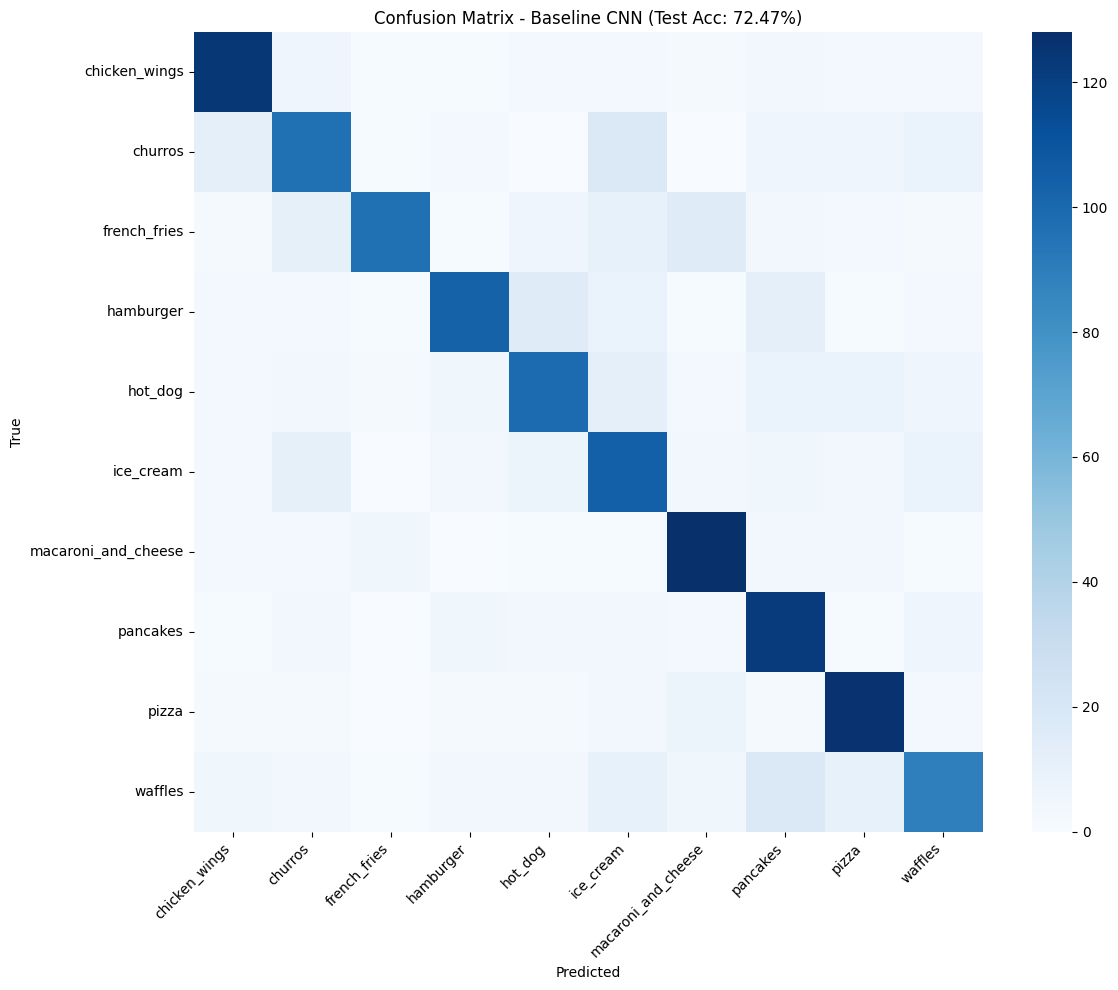 Confusion Matrix - Baseline CNN (Test Acc: 72.47%)
chicken_wings
churros
french_fries
hamburger
hot_dog
ice_cream
macaroni_and_cheese
pancakes
pizza
waffles
True
chicken_wings
churros
french_fries
hamburger
hot_dog
ice_cream
macaroni_and_cheese
pancakes
pizza
waffles
Predicted
120
100
80
60
40
20
0